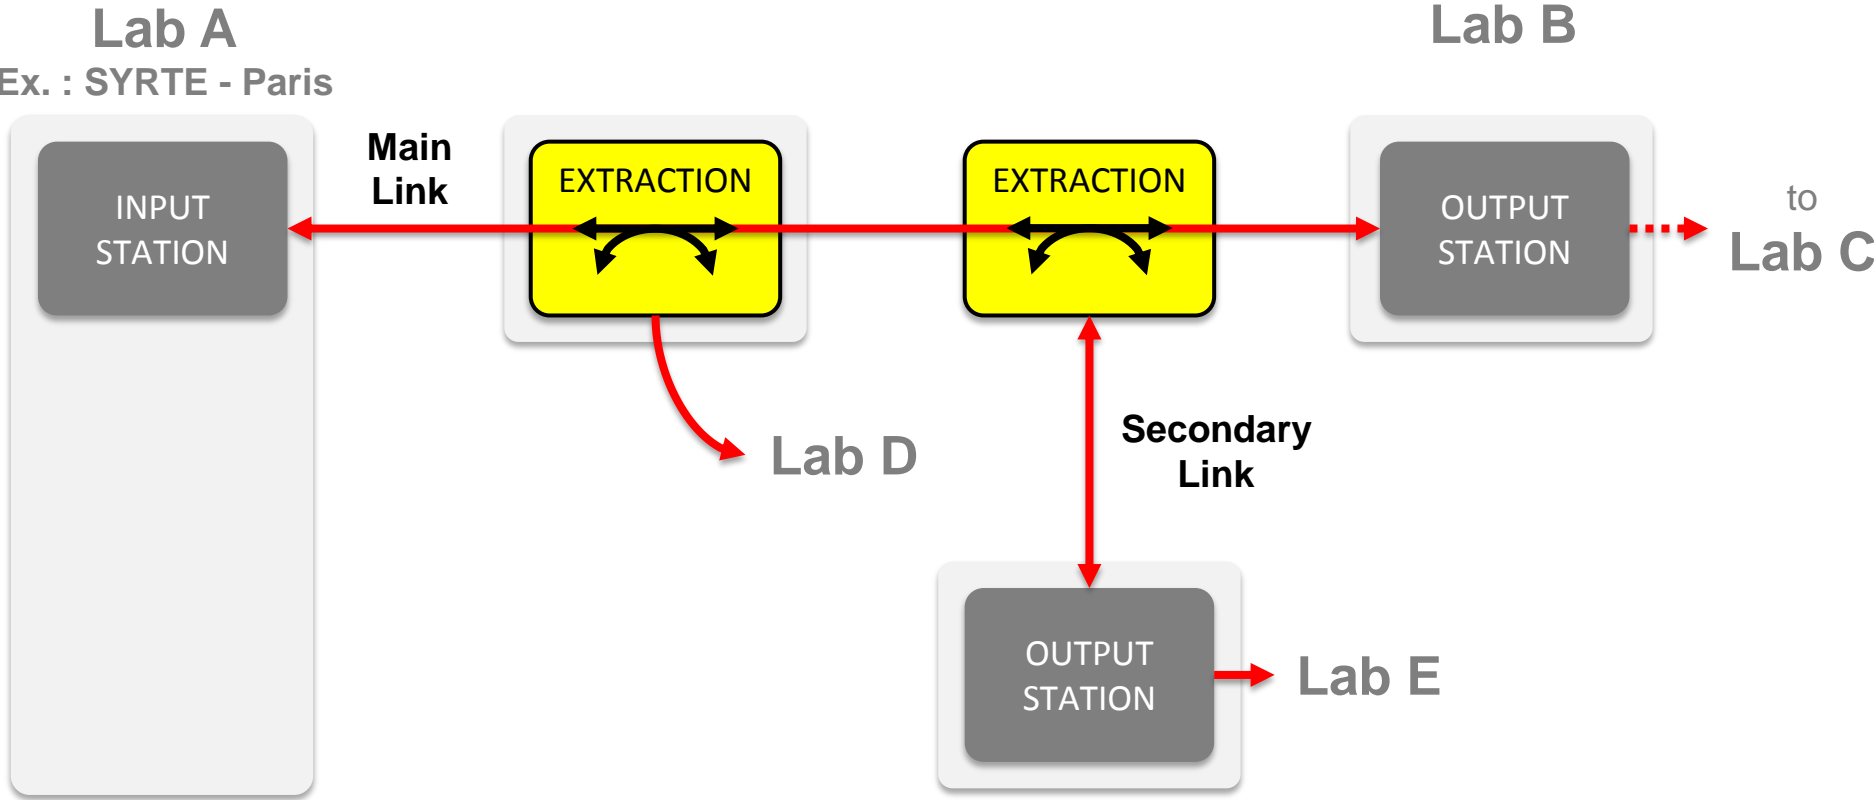 Lab A
Ex. : SYRTE - Paris
Lab B
Main
Link
INPUT
STATION
EXTRACTION
EXTRACTION
OUTPUT
STATION
to
Lab C
Lab D
Secondary
Link
OUTPUT
STATION
Lab E